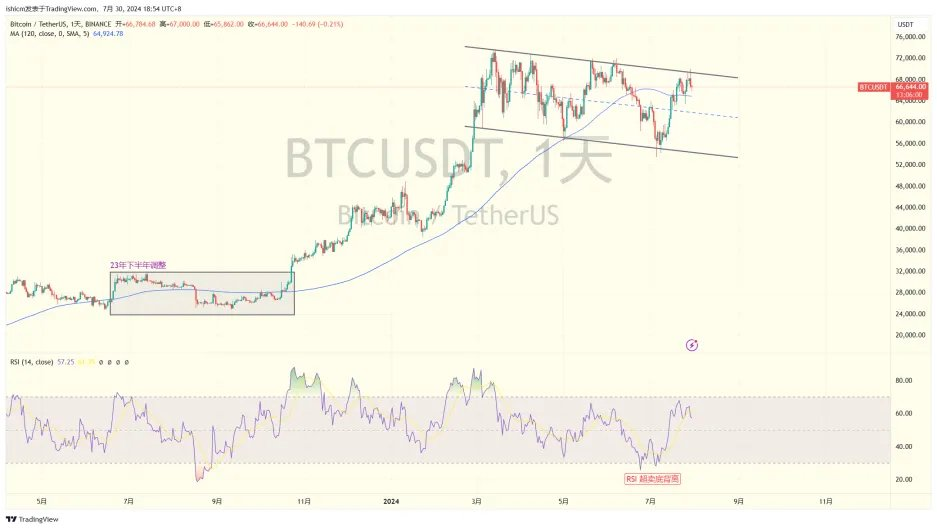 ishicm发表于TradingView.com, 7月 30, 2024 18:54 UTC+8
Bitcoin / TetherUS, 1天, BINANCE 开=66,784.68 高=67,000.00 低=65,862.00 收=66,644.00 -140.69 (-0.21%)
MA (120, close, 0, SMA, 5) 64,924.78
USDT
76,000.00
72,000.00
68,000.00
BTCUSDT 66,644.00
13:06:00
64,000.00
60,000.00
56,000.00
52,000.00
48,000.00
44,000.00
40,000.00
36,000.00
32,000.00
28,000.00
24,000.00
20,000.00
BTCUSDT, 1天
Bitcoin / TetherUS
23年下半年调整
RSI (14, close) 57.25 61.75 ø ø ø ø
80.00
60.00
40.00
20.00
RSI 超卖底背离
5月 7月 9月 11月 2024 3月 5月 7月 9月 11月
TradingView